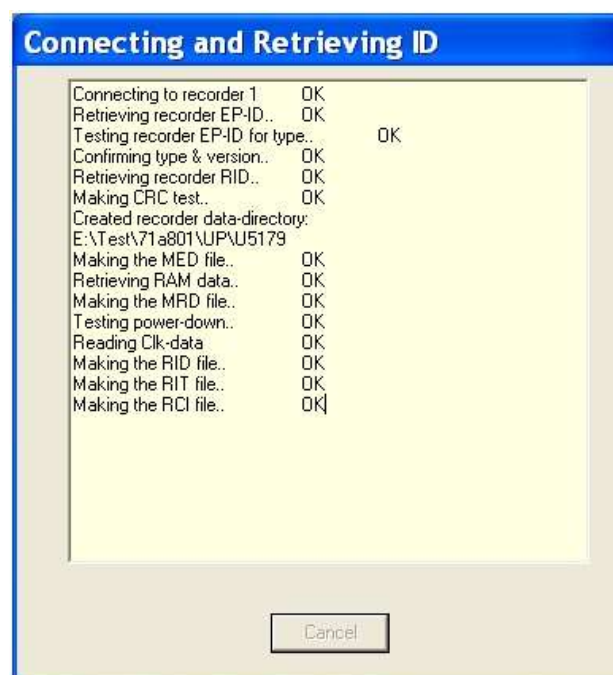 Connecting and Retrieving ID
Connecting to recorder 1 OK
Retrieving recorder EP-ID.. OK
Testing recorder EP-ID for type.. OK
Confirming type & version.. OK
Retrieving recorder RID.. OK
Making CRC test.. OK
Created recorder data-directory:
E:\Test\71a801\UP\U5179
Making the MED file.. OK
Retrieving RAM data.. OK
Making the MRD file.. OK
Testing power-down.. OK
Reading Clk-data OK
Making the RID file.. OK
Making the RIT file.. OK
Making the RCI file.. OK
Cancel